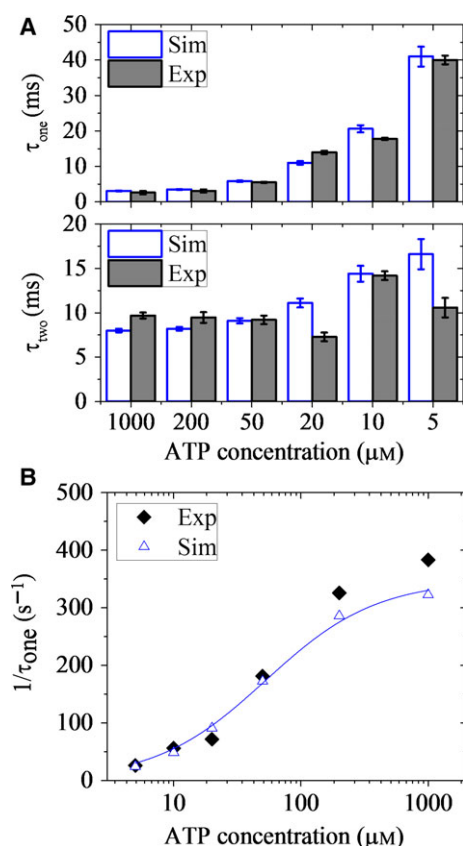 A
50
40
30
20
10
0
τone (ms)
Sim
Exp
20
15
10
5
0
τtwo (ms)
Sim
Exp
1000 200 50 20 10 5
ATP concentration (μM)
B
500
400
300
200
100
0
1/τone (s⁻¹)
Exp
Sim
10 100 1000
ATP concentration (μM)